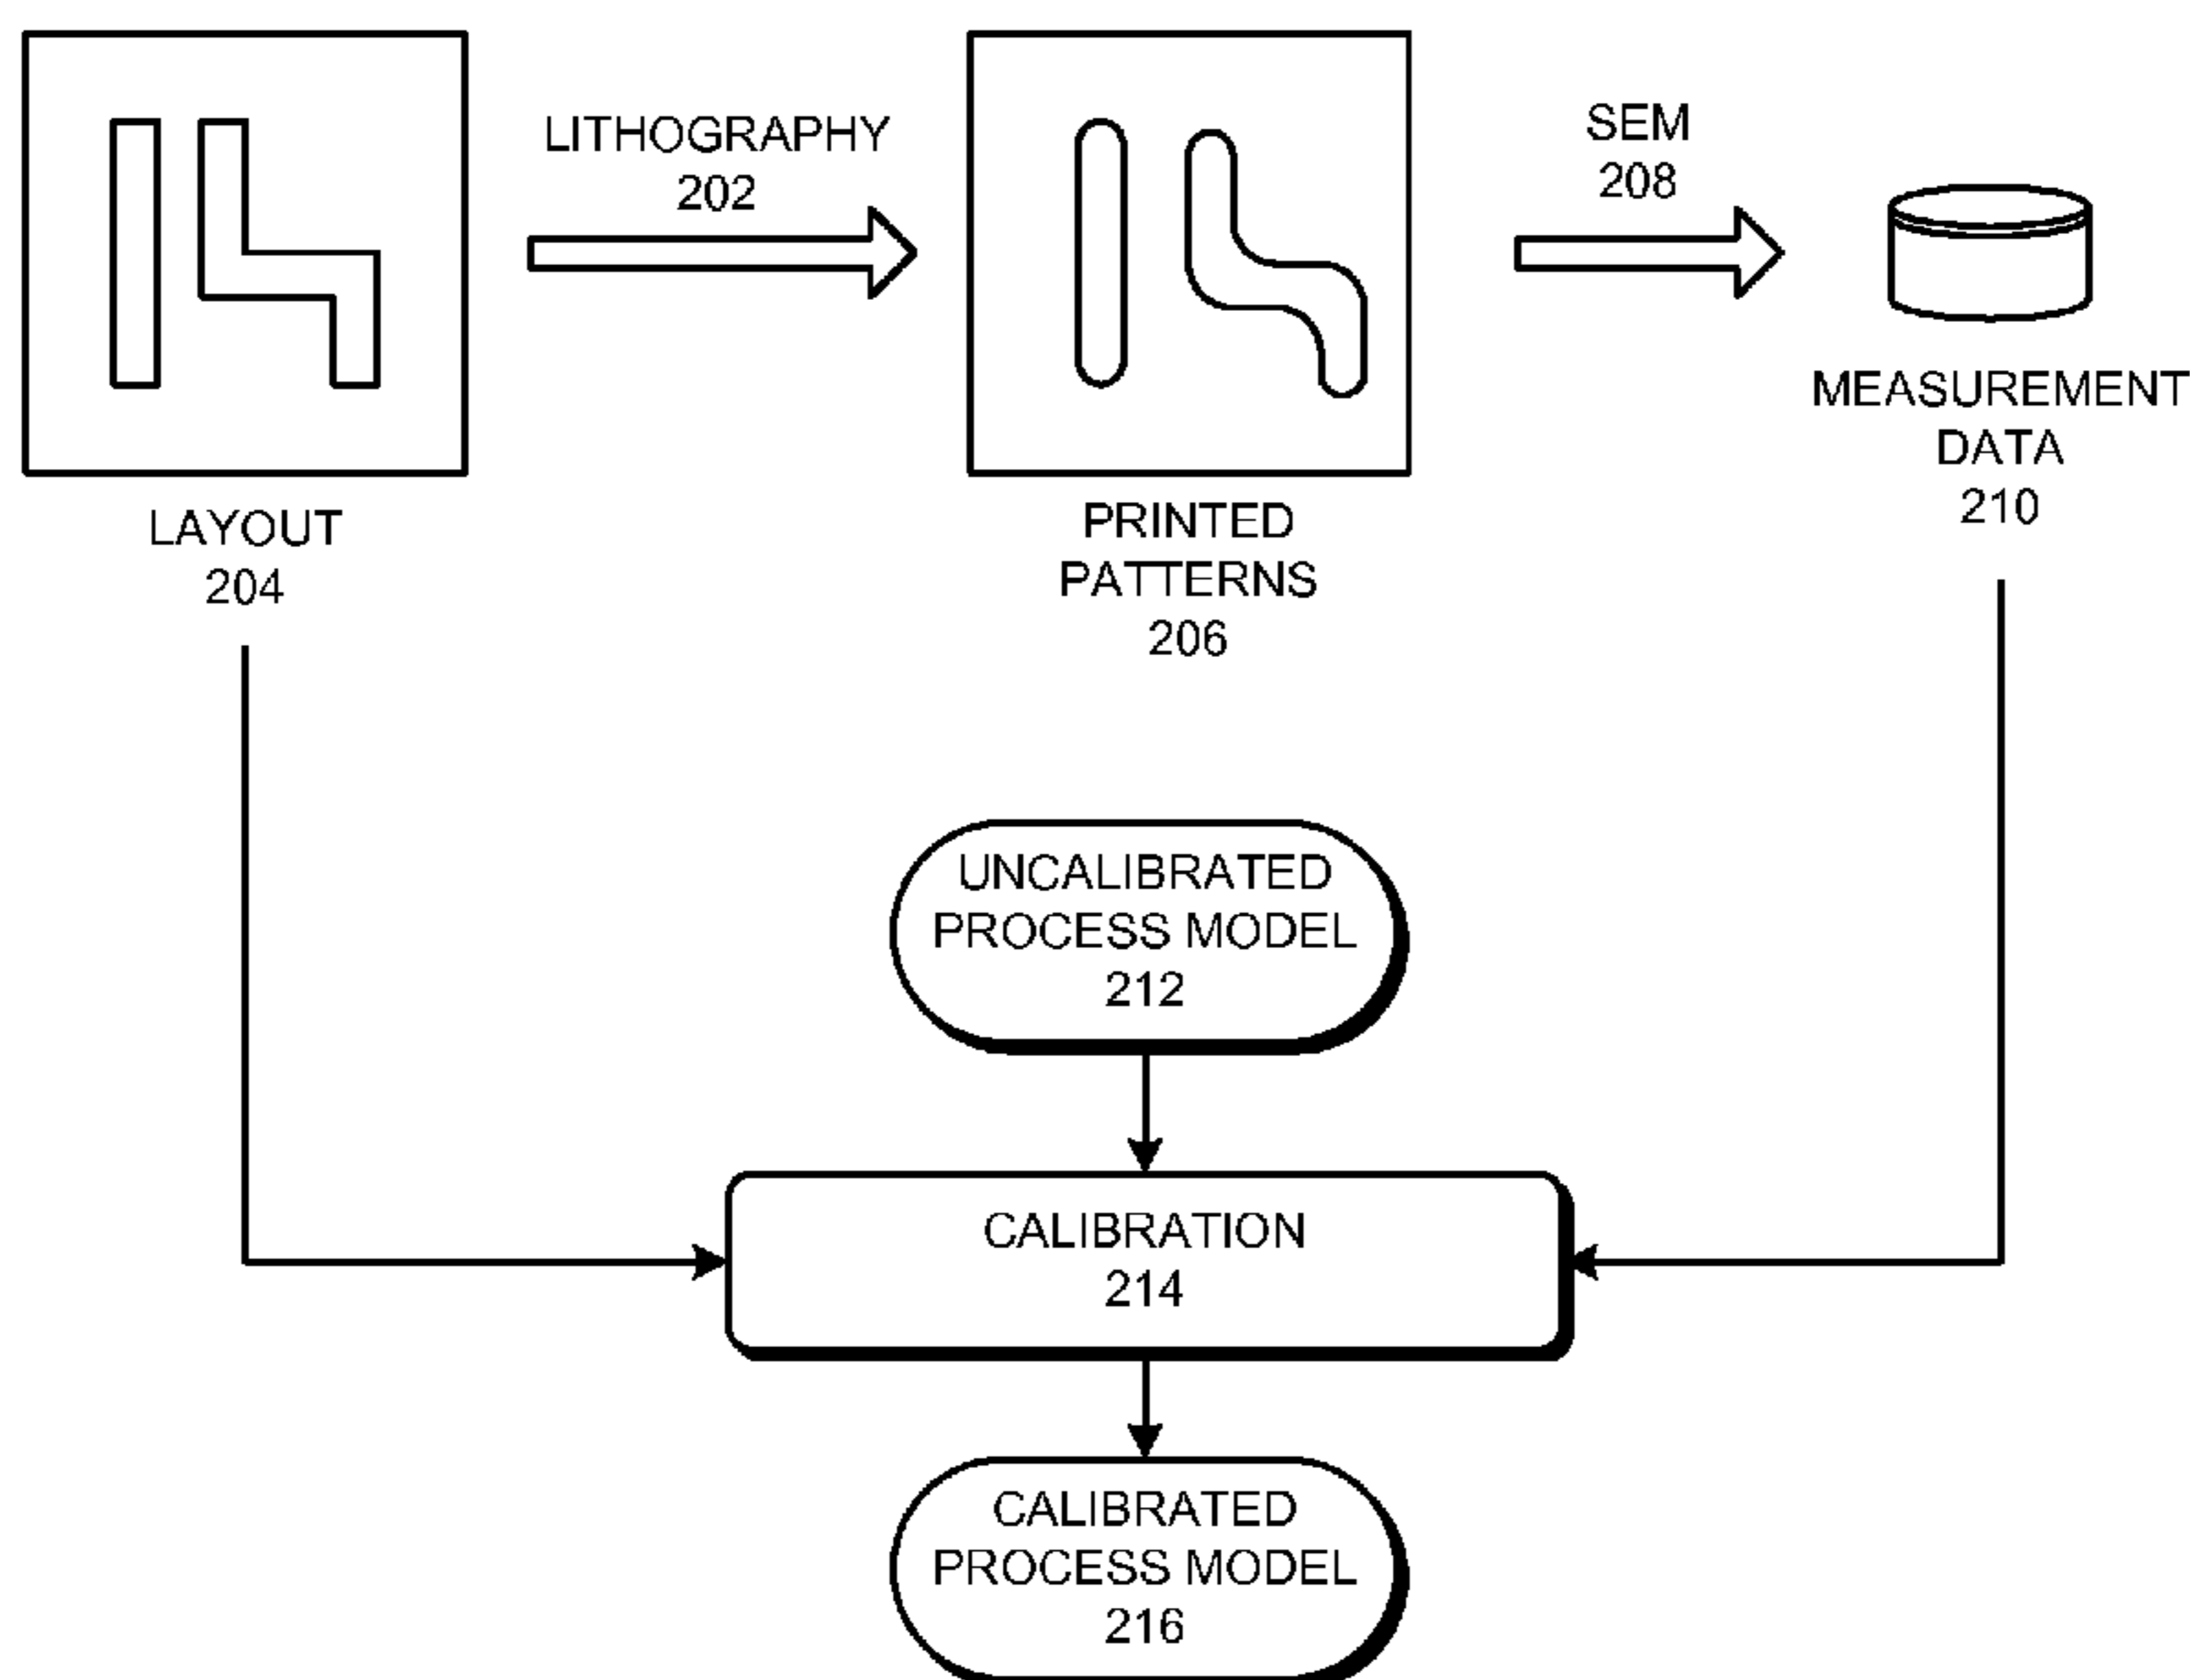 LITHOGRAPHY
202
SEM
208
LAYOUT
204
PRINTED
PATTERNS
206
MEASUREMENT
DATA
210
UNCALIBRATED
PROCESS MODEL
212
CALIBRATION
214
CALIBRATED
PROCESS MODEL
216